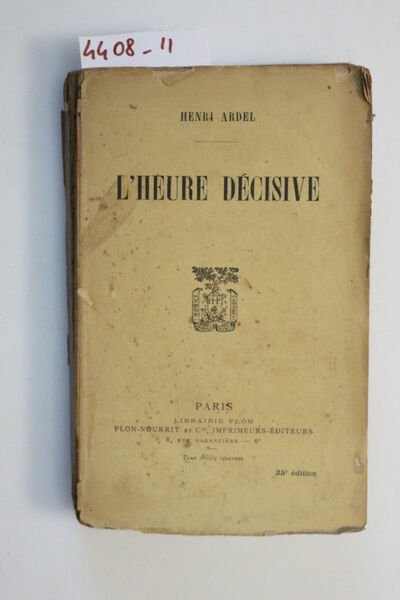 4408-11
HENRI ARDEL
L'HEURE DÉCISIVE
PARIS
LIBRAIRIE PLON
PLON-NOURRIT ET Cie, IMPRIMEURS-ÉDITEURS
8, RUE GARANCIÈRE — 6e
Tous droits réservés
35e édition